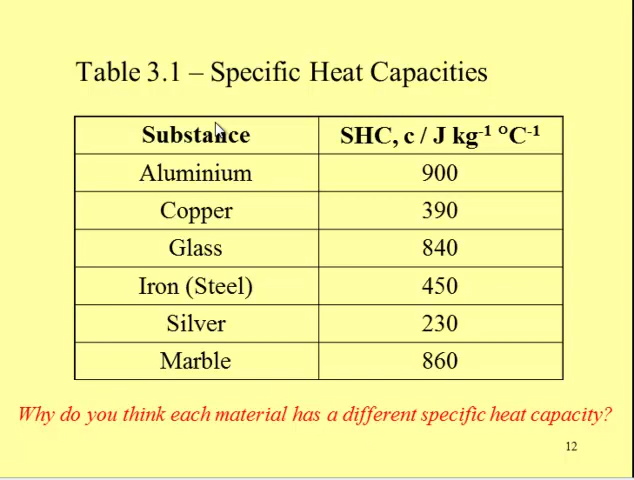 Table 3.1 – Specific Heat Capacities
Substance SHC, c / J kg⁻¹ °C⁻¹
Aluminium 900
Copper 390
Glass 840
Iron (Steel) 450
Silver 230
Marble 860
Why do you think each material has a different specific heat capacity?
12